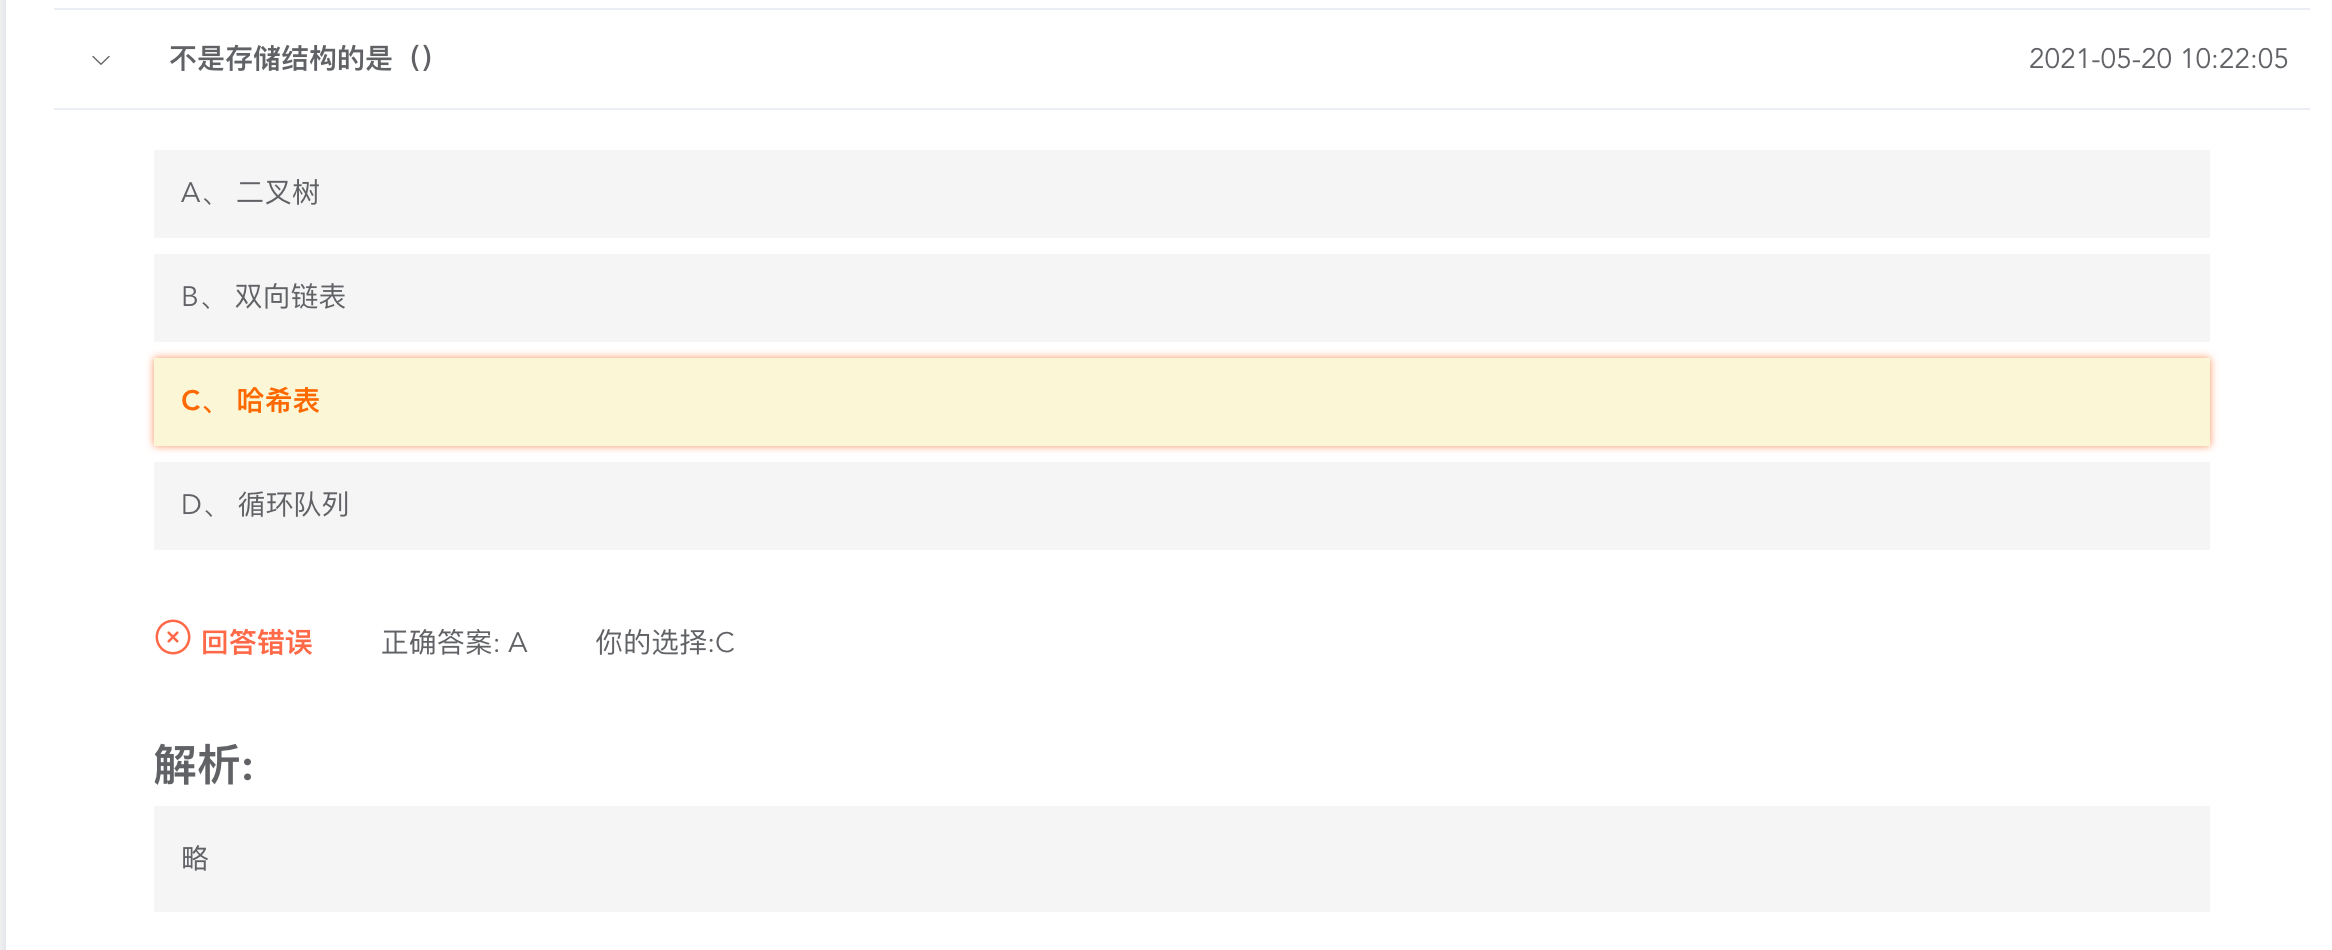 不是存储结构的是（）
2021-05-20 10:22:05
A、 二叉树
B、 双向链表
C、 哈希表
D、 循环队列
回答错误 正确答案: A 你的选择:C
解析:
略